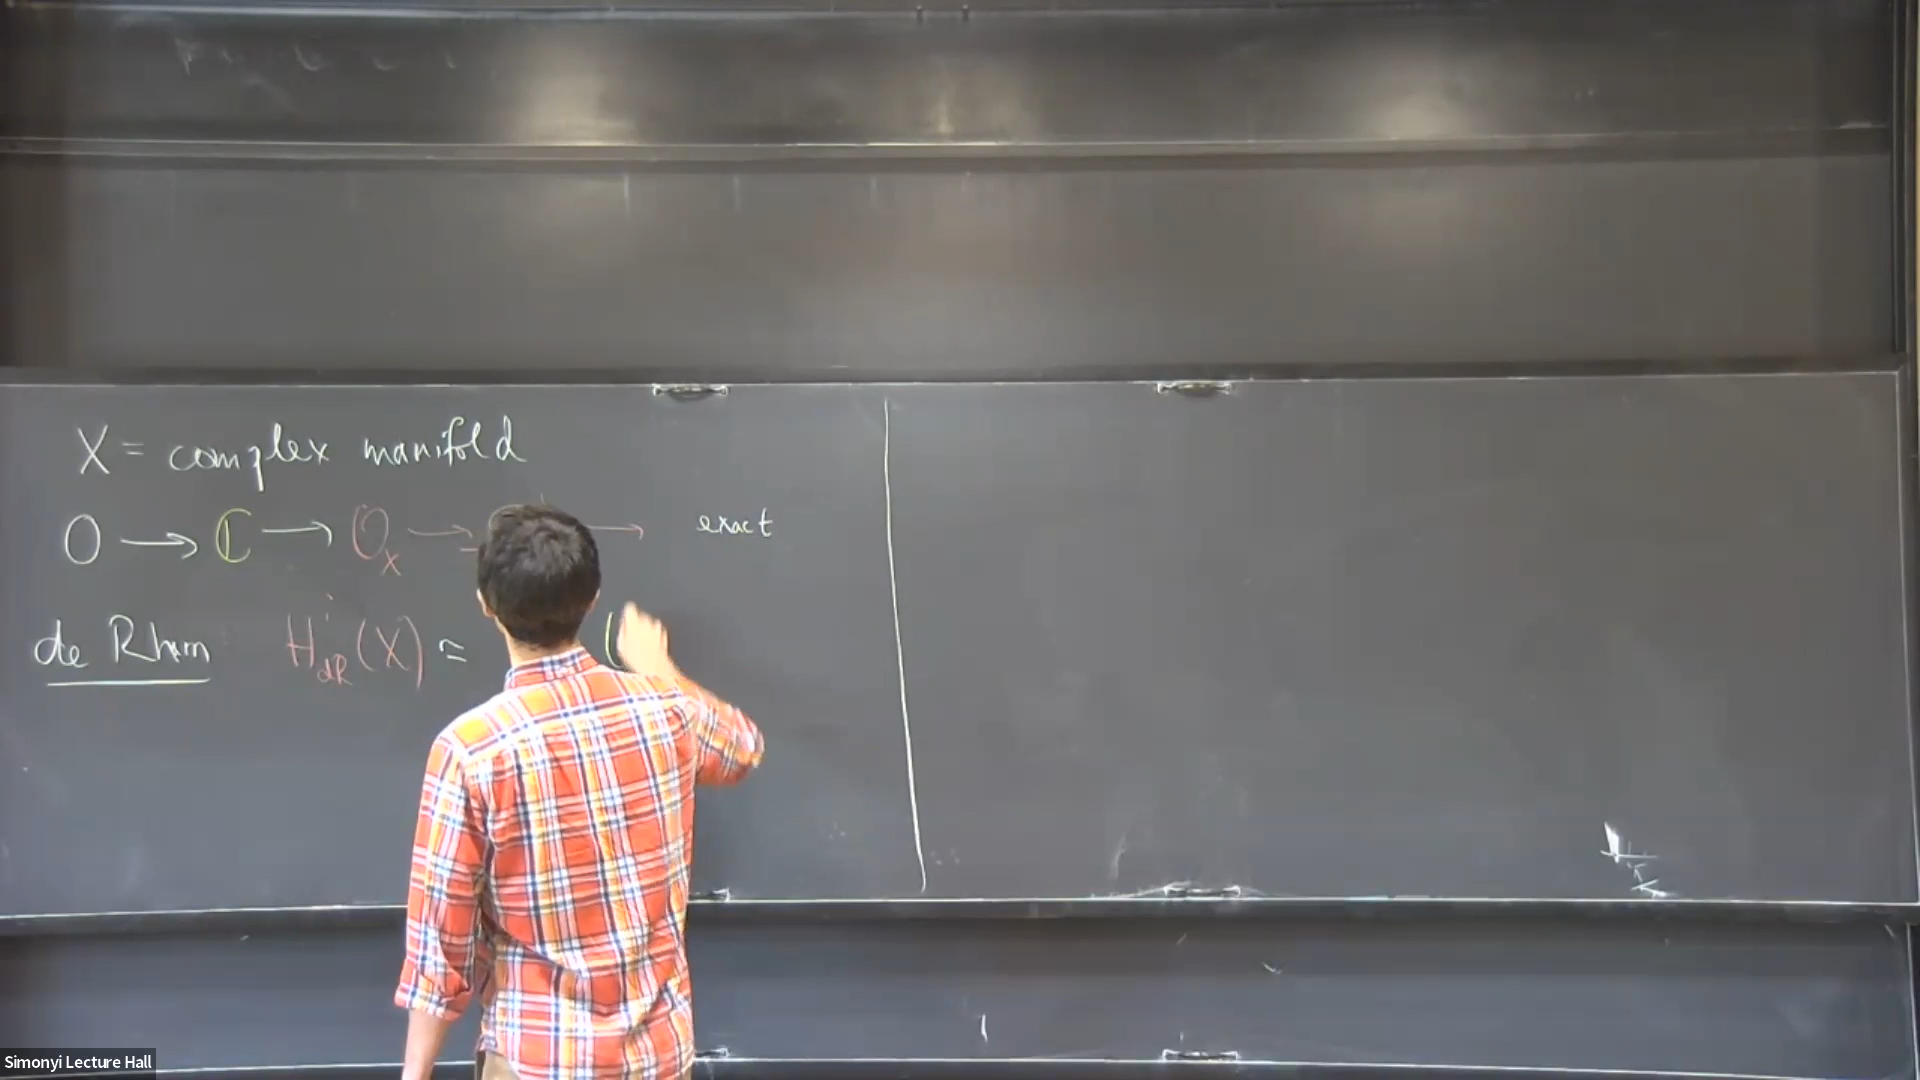 X = complex manifold
0 → ℂ → O_X → → exact
de Rham H^i_dR(X) ≃ (
Simonyi Lecture Hall